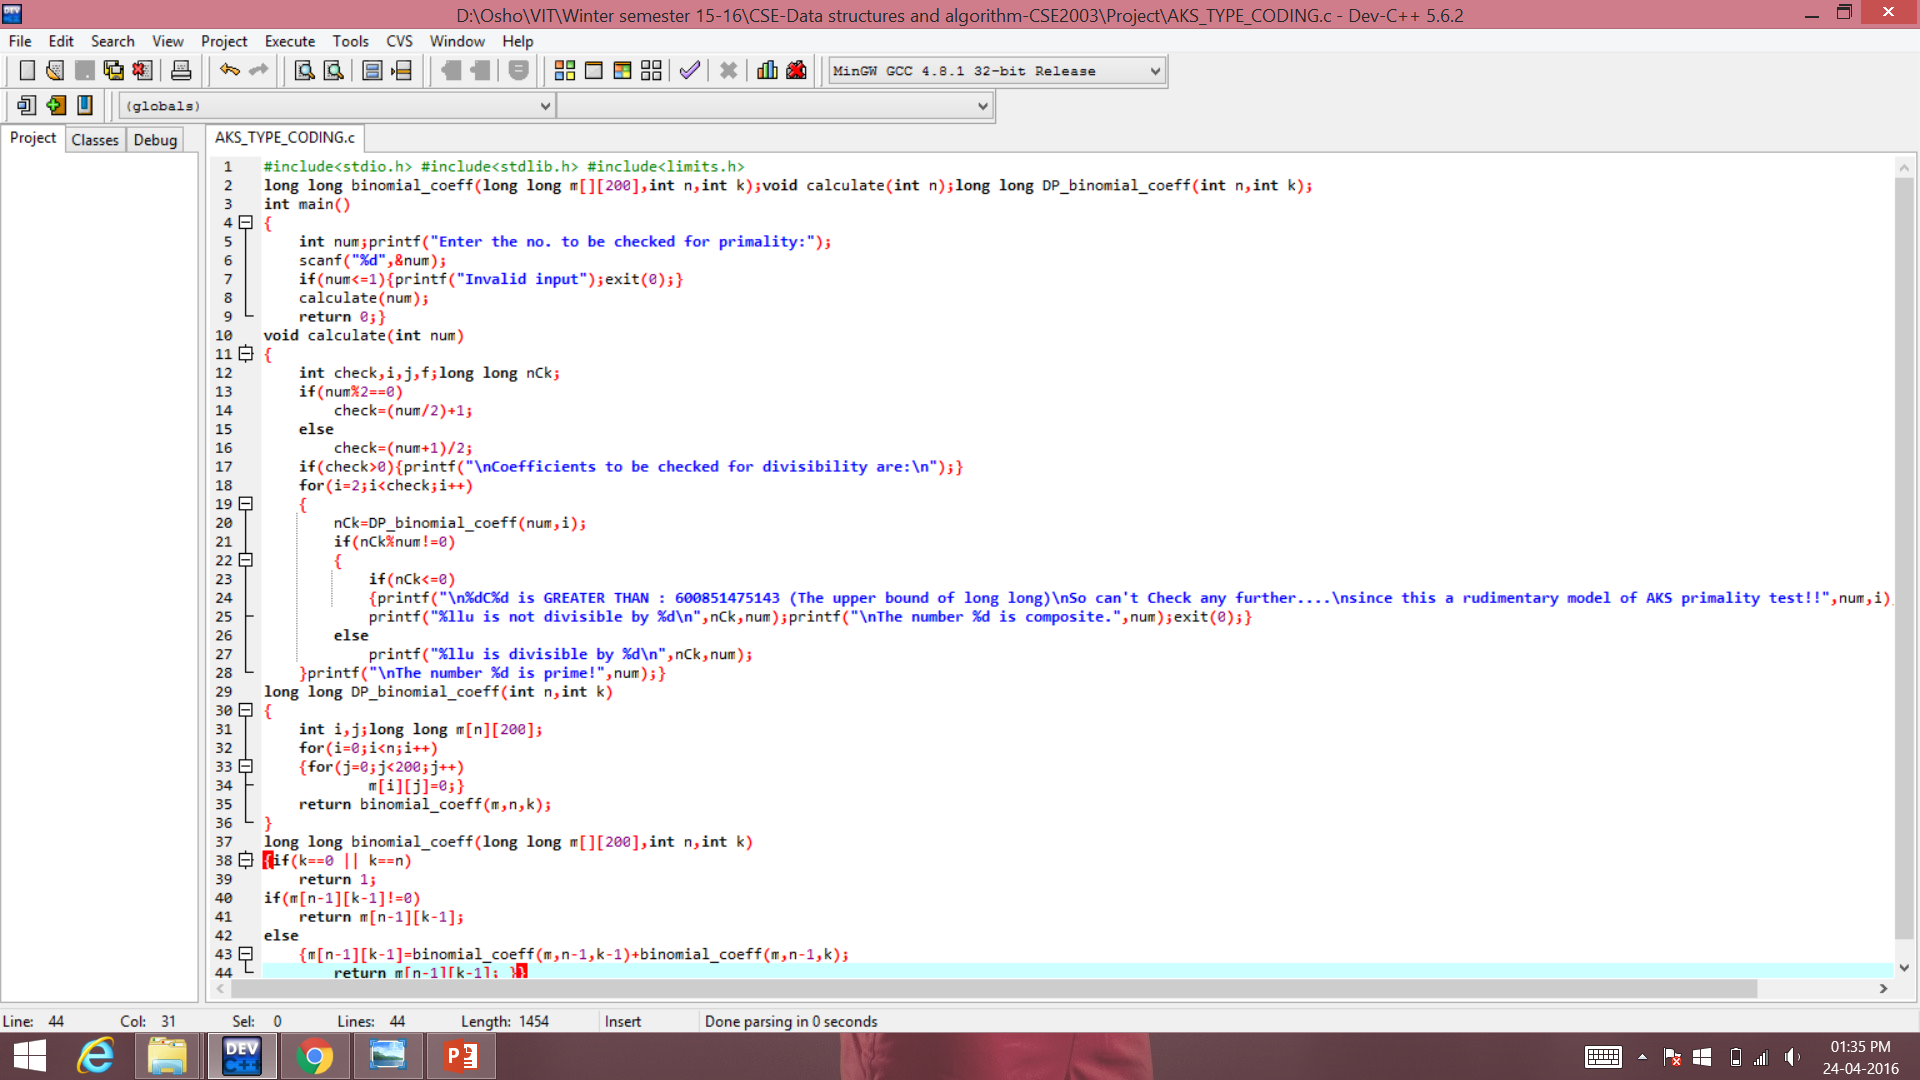 D:\Osho\VIT\Winter semester 15-16\CSE-Data structures and algorithm-CSE2003\Project\AKS_TYPE_CODING.c - Dev-C++ 5.6.2
File Edit Search View Project Execute Tools CVS Window Help
MinGW GCC 4.8.1 32-bit Release
(globals)
Project Classes Debug
AKS_TYPE_CODING.c
1 #include<stdio.h> #include<stdlib.h> #include<limits.h>
2 long long binomial_coeff(long long m[][200],int n,int k);void calculate(int n);long long DP_binomial_coeff(int n,int k);
3 int main()
4 {
5 int num;printf("Enter the no. to be checked for primality:");
6 scanf("%d",&num);
7 if(num<=1){printf("Invalid input");exit(0);}
8 calculate(num);
9 return 0;}
10 void calculate(int num)
11 {
12 int check,i,j,f;long long nCk;
13 if(num%2==0)
14 check=(num/2)+1;
15 else
16 check=(num+1)/2;
17 if(check>0){printf("\nCoefficients to be checked for divisibility are:\n");}
18 for(i=2;i<check;i++)
19 {
20 nCk=DP_binomial_coeff(num,i);
21 if(nCk%num!=0)
22 {
23 if(nCk<=0)
24 {printf("\n%dC%d is GREATER THAN : 600851475143 (The upper bound of long long)\nSo can't Check any further....\nsince this a rudimentary model of AKS primality test!!",num,i)
25 printf("%llu is not divisible by %d\n",nCk,num);printf("\nThe number %d is composite.",num);exit(0);}
26 else
27 printf("%llu is divisible by %d\n",nCk,num);
28 }printf("\nThe number %d is prime!",num);}
29 long long DP_binomial_coeff(int n,int k)
30 {
31 int i,j;long long m[n][200];
32 for(i=0;i<n;i++)
33 {for(j=0;j<200;j++)
34 m[i][j]=0;}
35 return binomial_coeff(m,n,k);
36 }
37 long long binomial_coeff(long long m[][200],int n,int k)
38 {if(k==0 || k==n)
39 return 1;
40 if(m[n-1][k-1]!=0)
41 return m[n-1][k-1];
42 else
43 {m[n-1][k-1]=binomial_coeff(m,n-1,k-1)+binomial_coeff(m,n-1,k);
44 return m[n-1][k-1]; }}
Line: 44 Col: 31 Sel: 0 Lines: 44 Length: 1454 Insert Done parsing in 0 seconds
DEV C++
01:35 PM
24-04-2016